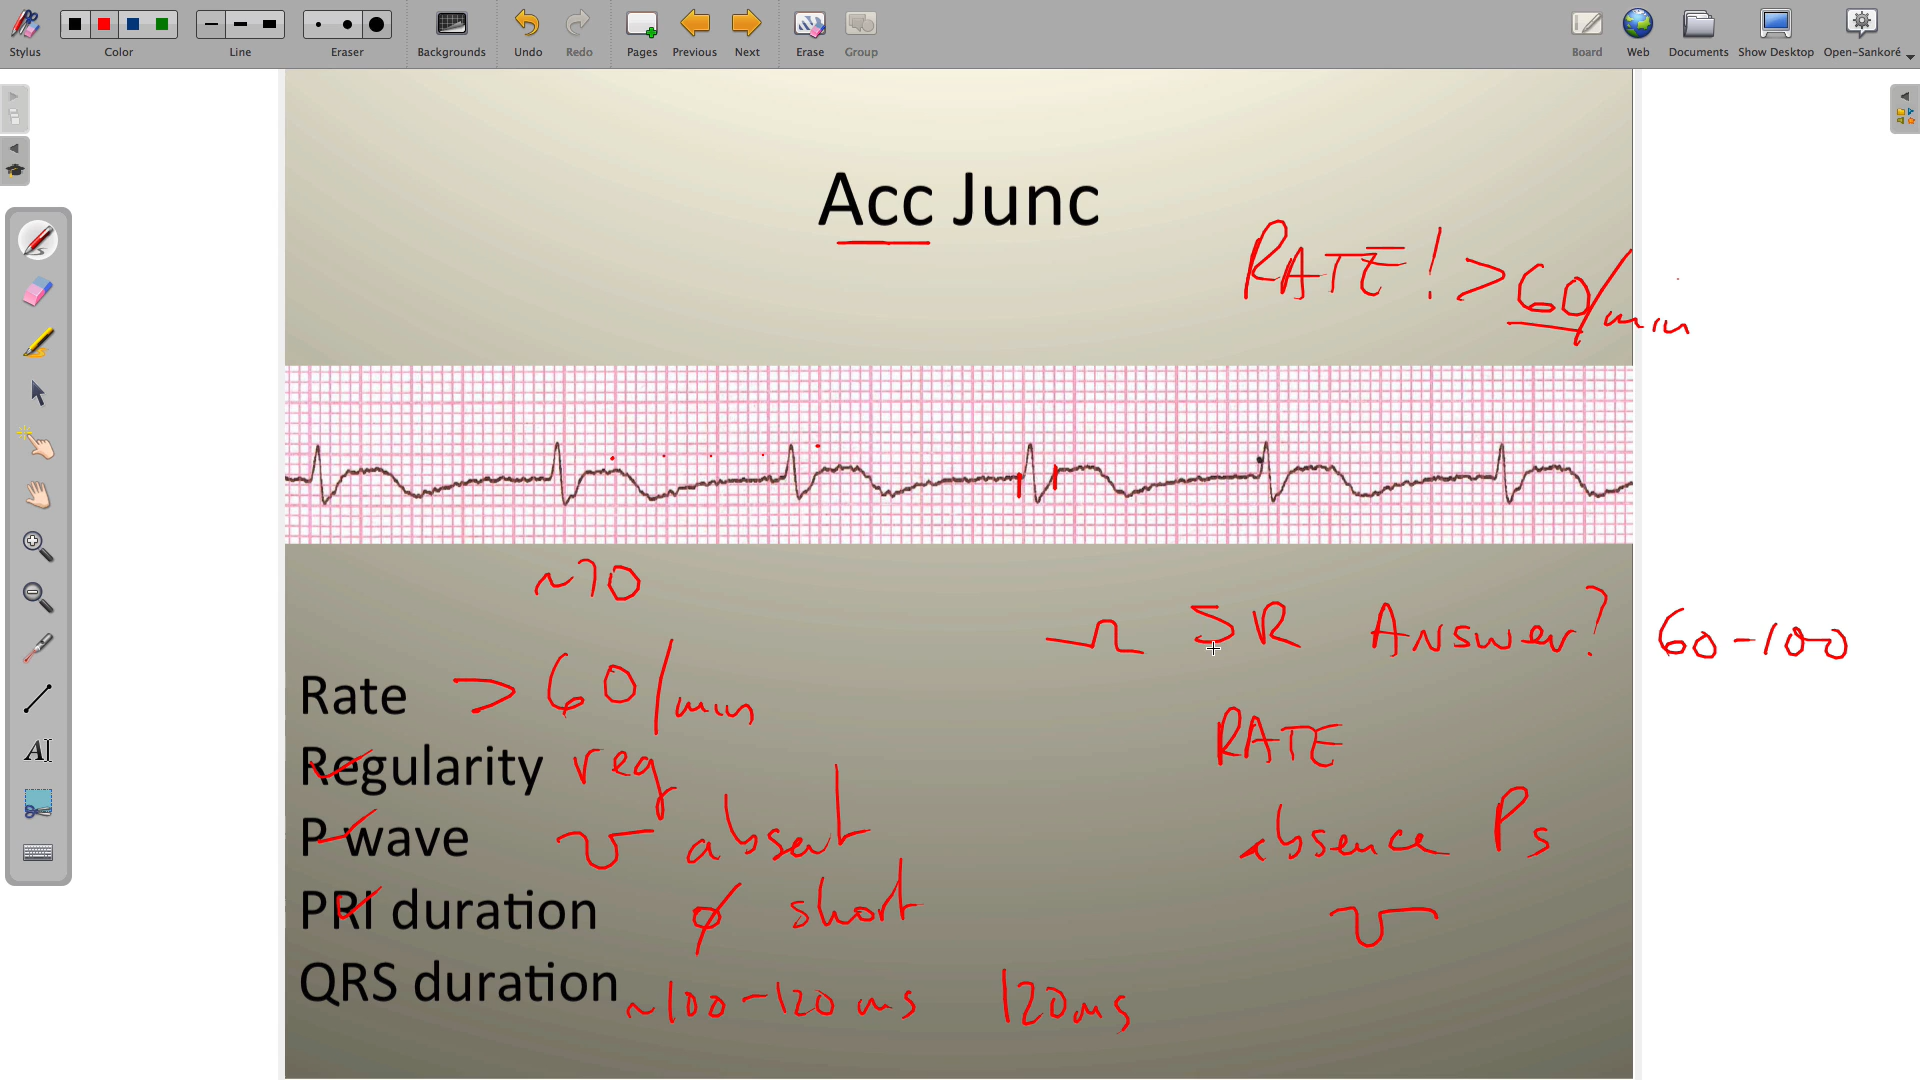 Stylus Color Line Eraser Backgrounds Undo Redo Pages Previous Next Erase Group Board Web Documents Show Desktop Open-Sankoré
Acc Junc
RATE! >60/min
~70
SR Answer? 60-100
Rate >60/min
RATE
Regularity reg
P wave absent
absence Ps
PRI duration ø short
QRS duration ~100-120ms 120ms